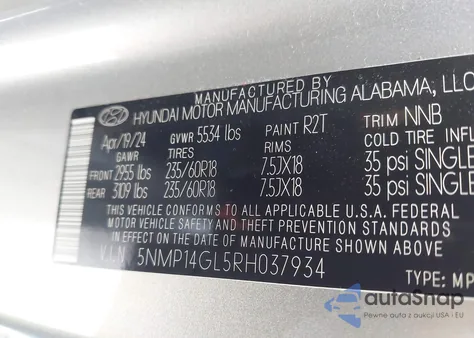 MANUFACTURED BY
HYUNDAI MOTOR MANUFACTURING ALABAMA, LLC
Apr/19/24 GVWR 5534 lbs PAINT R2T TRIM NNB
GAWR TIRES RIMS COLD TIRE INF
FRONT 2955 lbs 235/60R18 7.5JX18 35 psi SINGLE
REAR 3109 lbs 235/60R18 7.5JX18 35 psi SINGLE
THIS VEHICLE CONFORMS TO ALL APPLICABLE U.S.A. FEDERAL
MOTOR VEHICLE SAFETY AND THEFT PREVENTION STANDARDS
IN EFFECT ON THE DATE OF MANUFACTURE SHOWN ABOVE.
V.I.N. 5NMP14GL5RH037934
TYPE: MP
autoSnap
Pewne auta z USA i EU